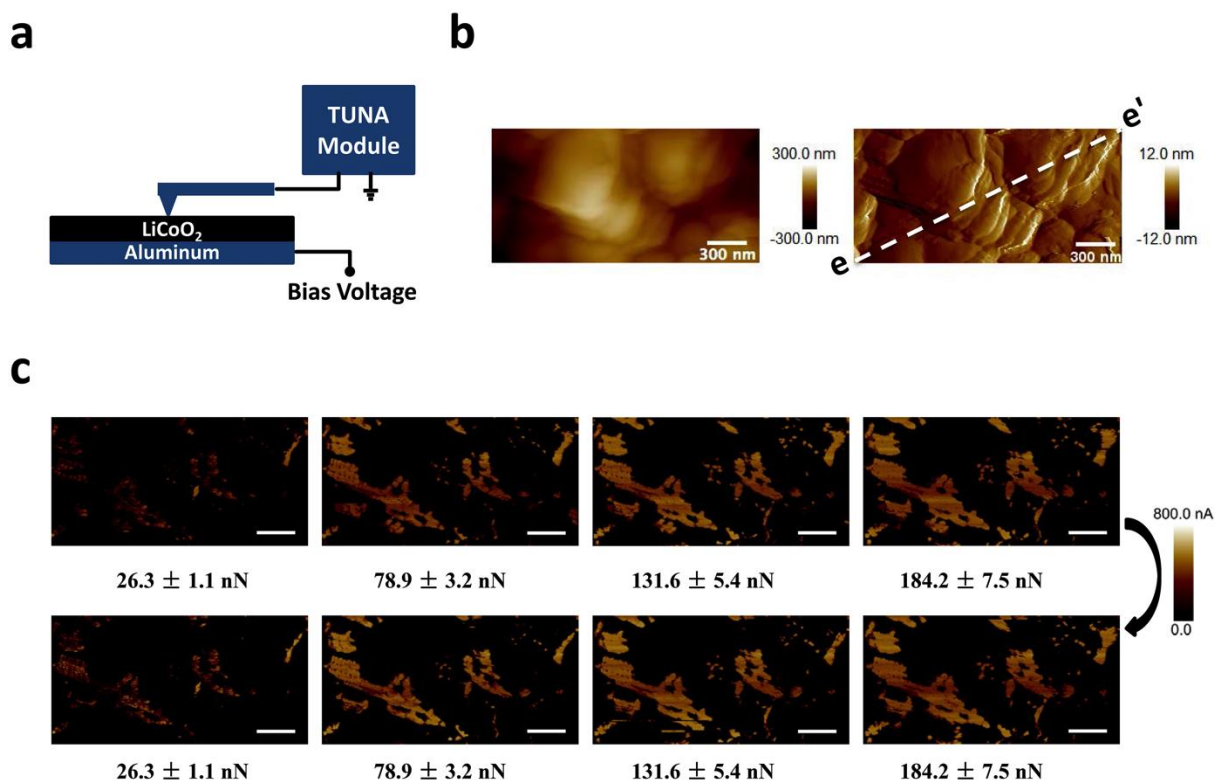 a
TUNA
Module
LiCoO₂
Aluminum
Bias Voltage
b
300.0 nm
-300.0 nm
300 nm
e
e'
12.0 nm
-12.0 nm
300 nm
c
26.3 ± 1.1 nN
78.9 ± 3.2 nN
131.6 ± 5.4 nN
184.2 ± 7.5 nN
800.0 nA
0.0
26.3 ± 1.1 nN
78.9 ± 3.2 nN
131.6 ± 5.4 nN
184.2 ± 7.5 nN